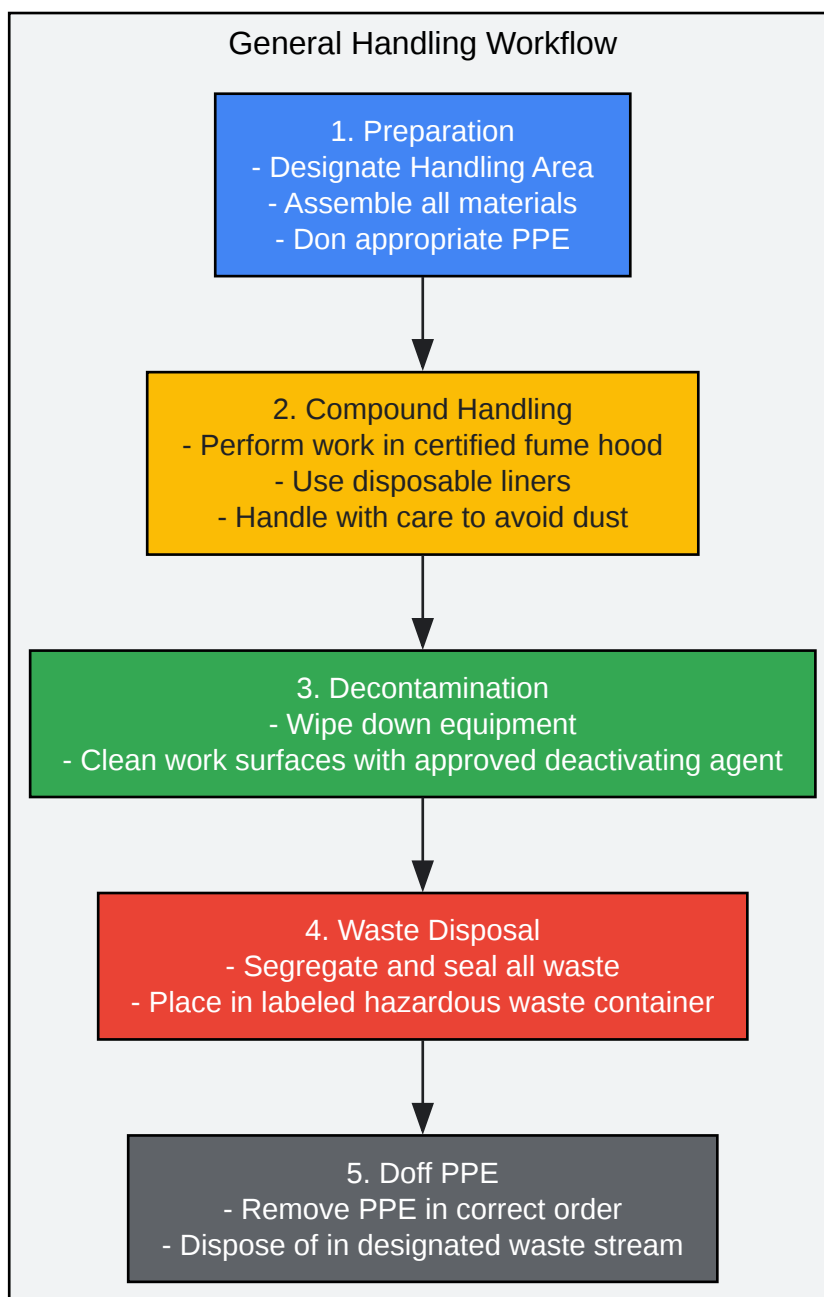 General Handling Workflow
1. Preparation
- Designate Handling Area
- Assemble all materials
- Don appropriate PPE
2. Compound Handling
- Perform work in certified fume hood
- Use disposable liners
- Handle with care to avoid dust
3. Decontamination
- Wipe down equipment
- Clean work surfaces with approved deactivating agent
4. Waste Disposal
- Segregate and seal all waste
- Place in labeled hazardous waste container
5. Doff PPE
- Remove PPE in correct order
- Dispose of in designated waste stream